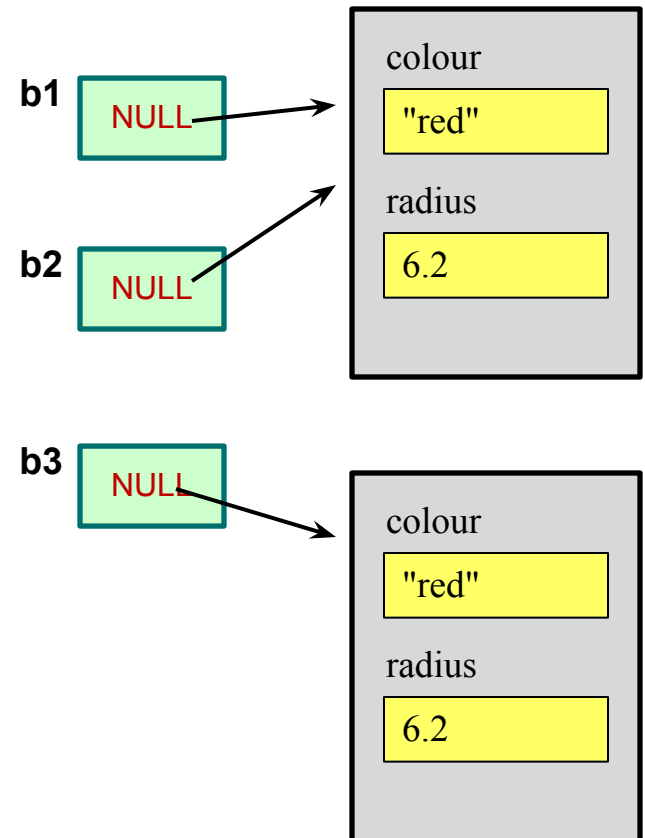 colour
b1
NULL
"red"
radius
b2
NULL
6.2
b3
NULL
colour
"red"
radius
6.2